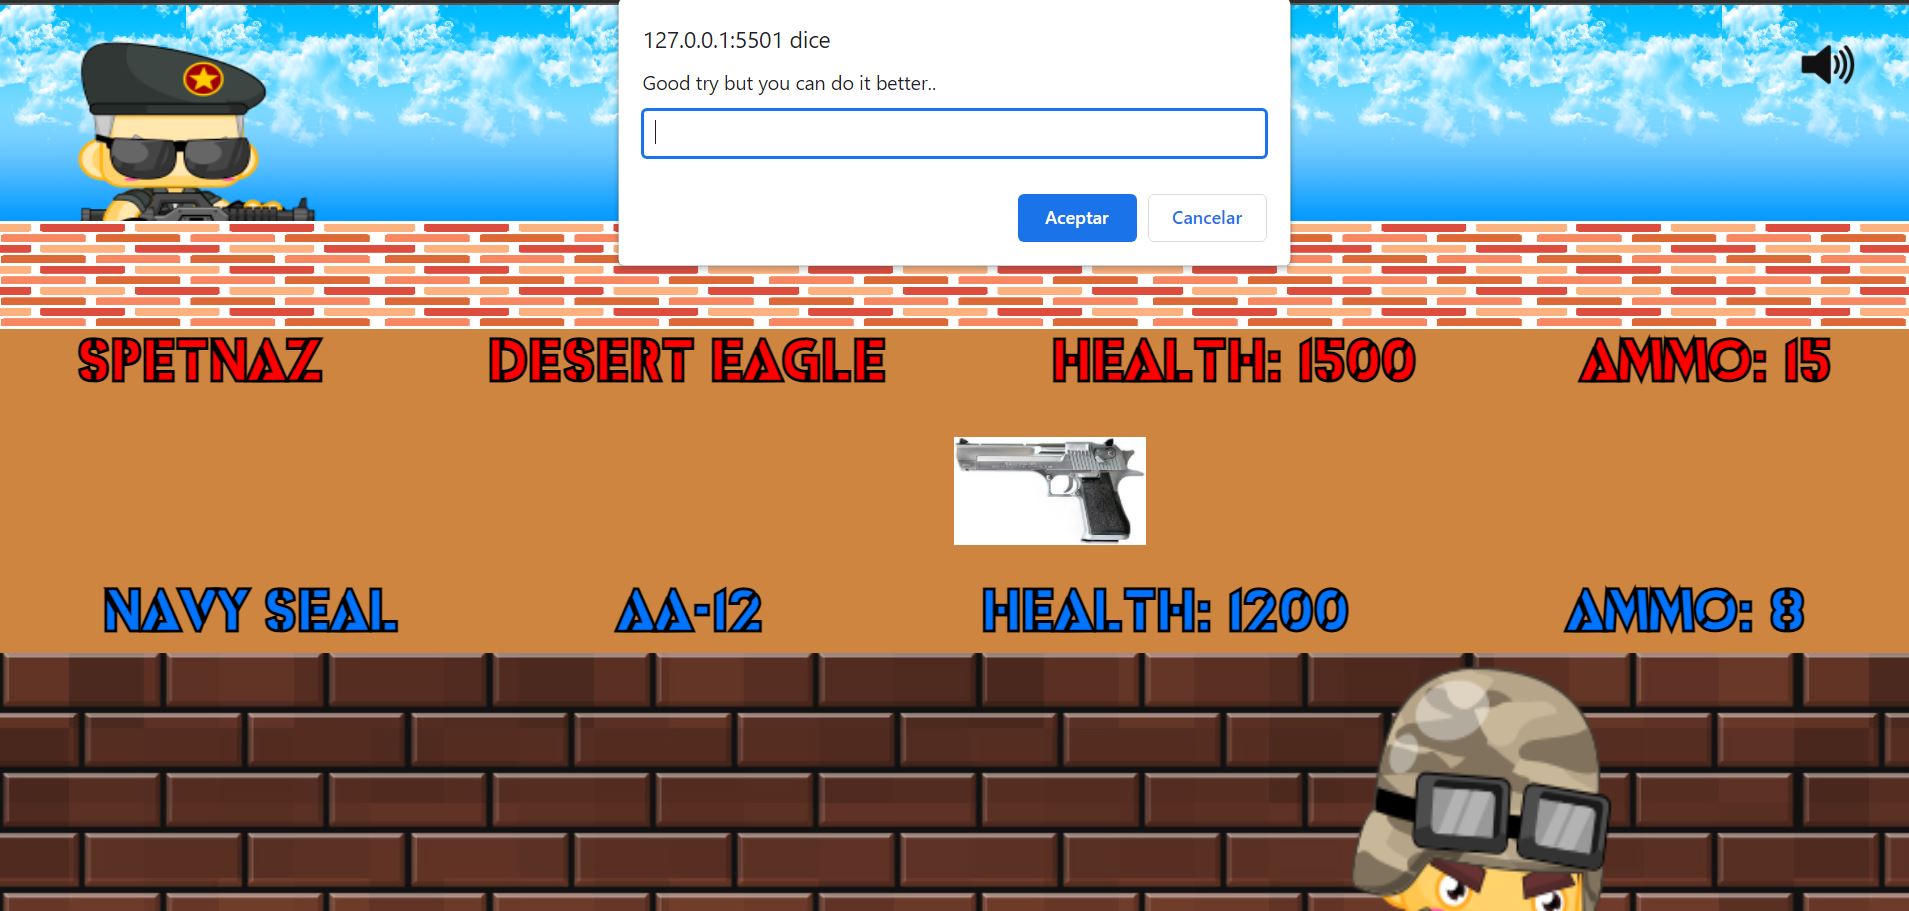 127.0.0.1:5501 dice
Good try but you can do it better..
Aceptar Cancelar
SPETNAZ DESERT EAGLE HEALTH: 1500 AMMO: 15
NAVY SEAL AA-12 HEALTH: 1200 AMMO: 8